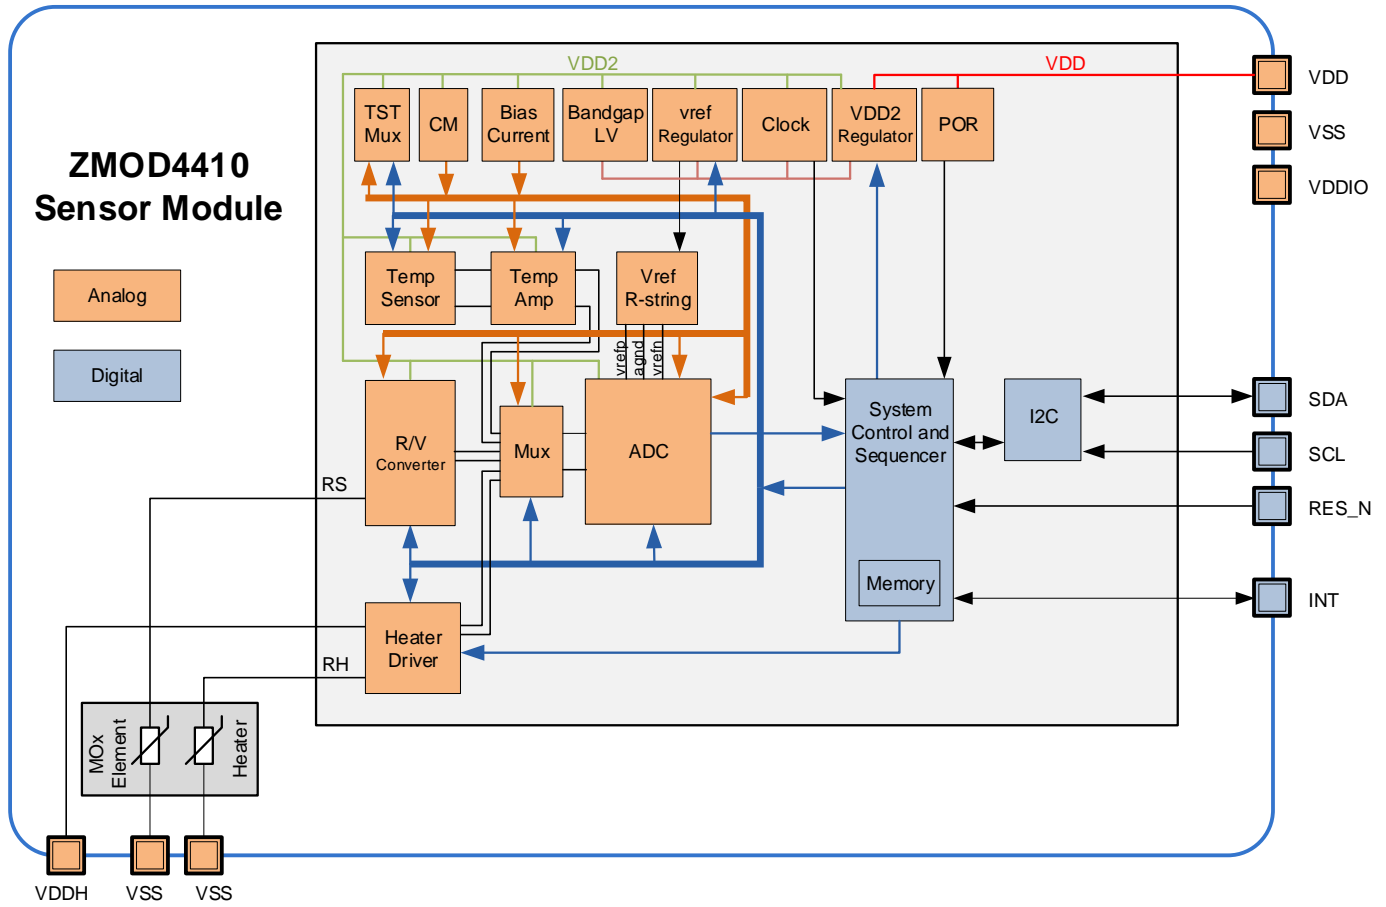 ZMOD4410
Sensor Module
Analog
Digital
VDD2
VDD
TST
Mux
CM
Bias
Current
Bandgap
LV
vref
Regulator
Clock
VDD2
Regulator
POR
Temp
Sensor
Temp
Amp
Vref
R-string
vrefp
agnd
vrefn
R/V
Converter
Mux
ADC
System
Control and
Sequencer
Memory
I2C
Heater
Driver
RS
RH
MOx
Element
Heater
VDD
VSS
VDDIO
SDA
SCL
RES_N
INT
VDDH
VSS
VSS